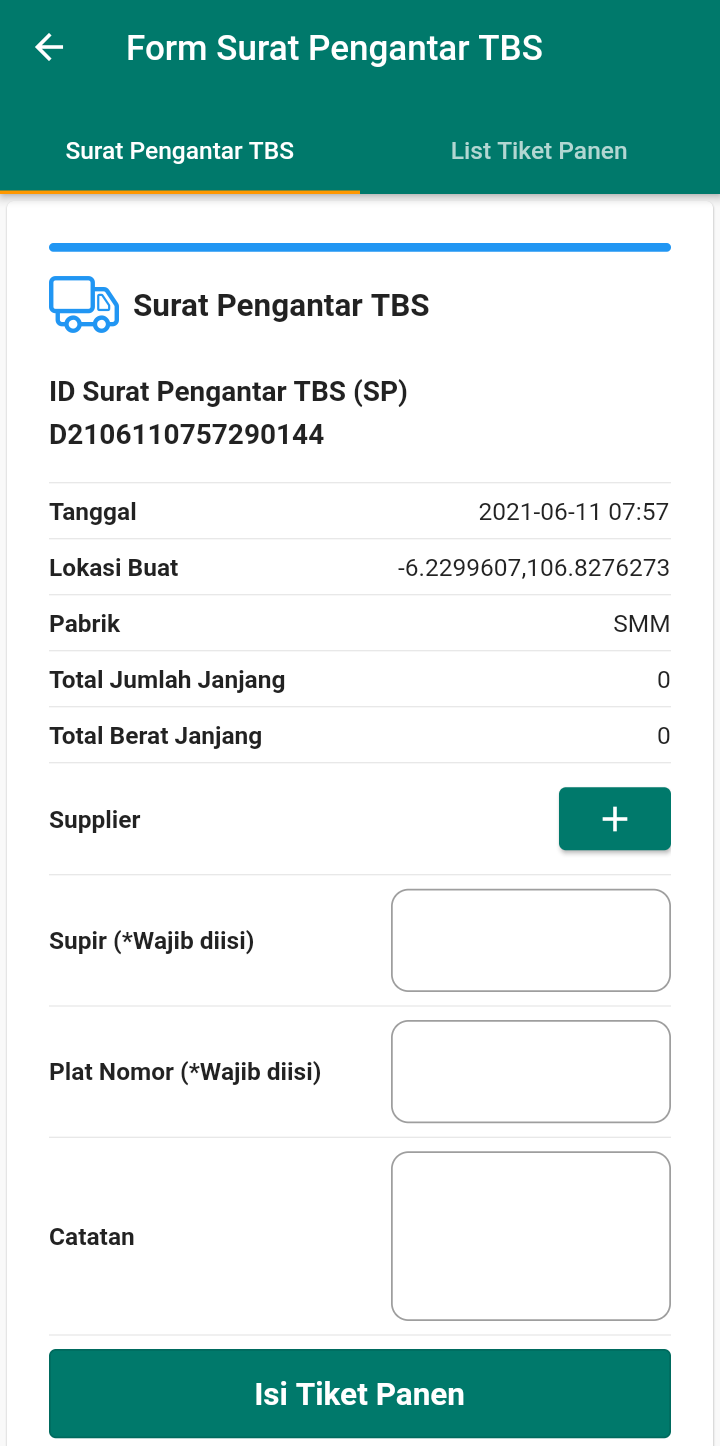 Form Surat Pengantar TBS
Surat Pengantar TBS
List Tiket Panen
Surat Pengantar TBS
ID Surat Pengantar TBS (SP)
D2106110757290144
Tanggal 2021-06-11 07:57
Lokasi Buat -6.2299607,106.8276273
Pabrik SMM
Total Jumlah Janjang 0
Total Berat Janjang 0
Supplier +
Supir (*Wajib diisi)
Plat Nomor (*Wajib diisi)
Catatan
Isi Tiket Panen